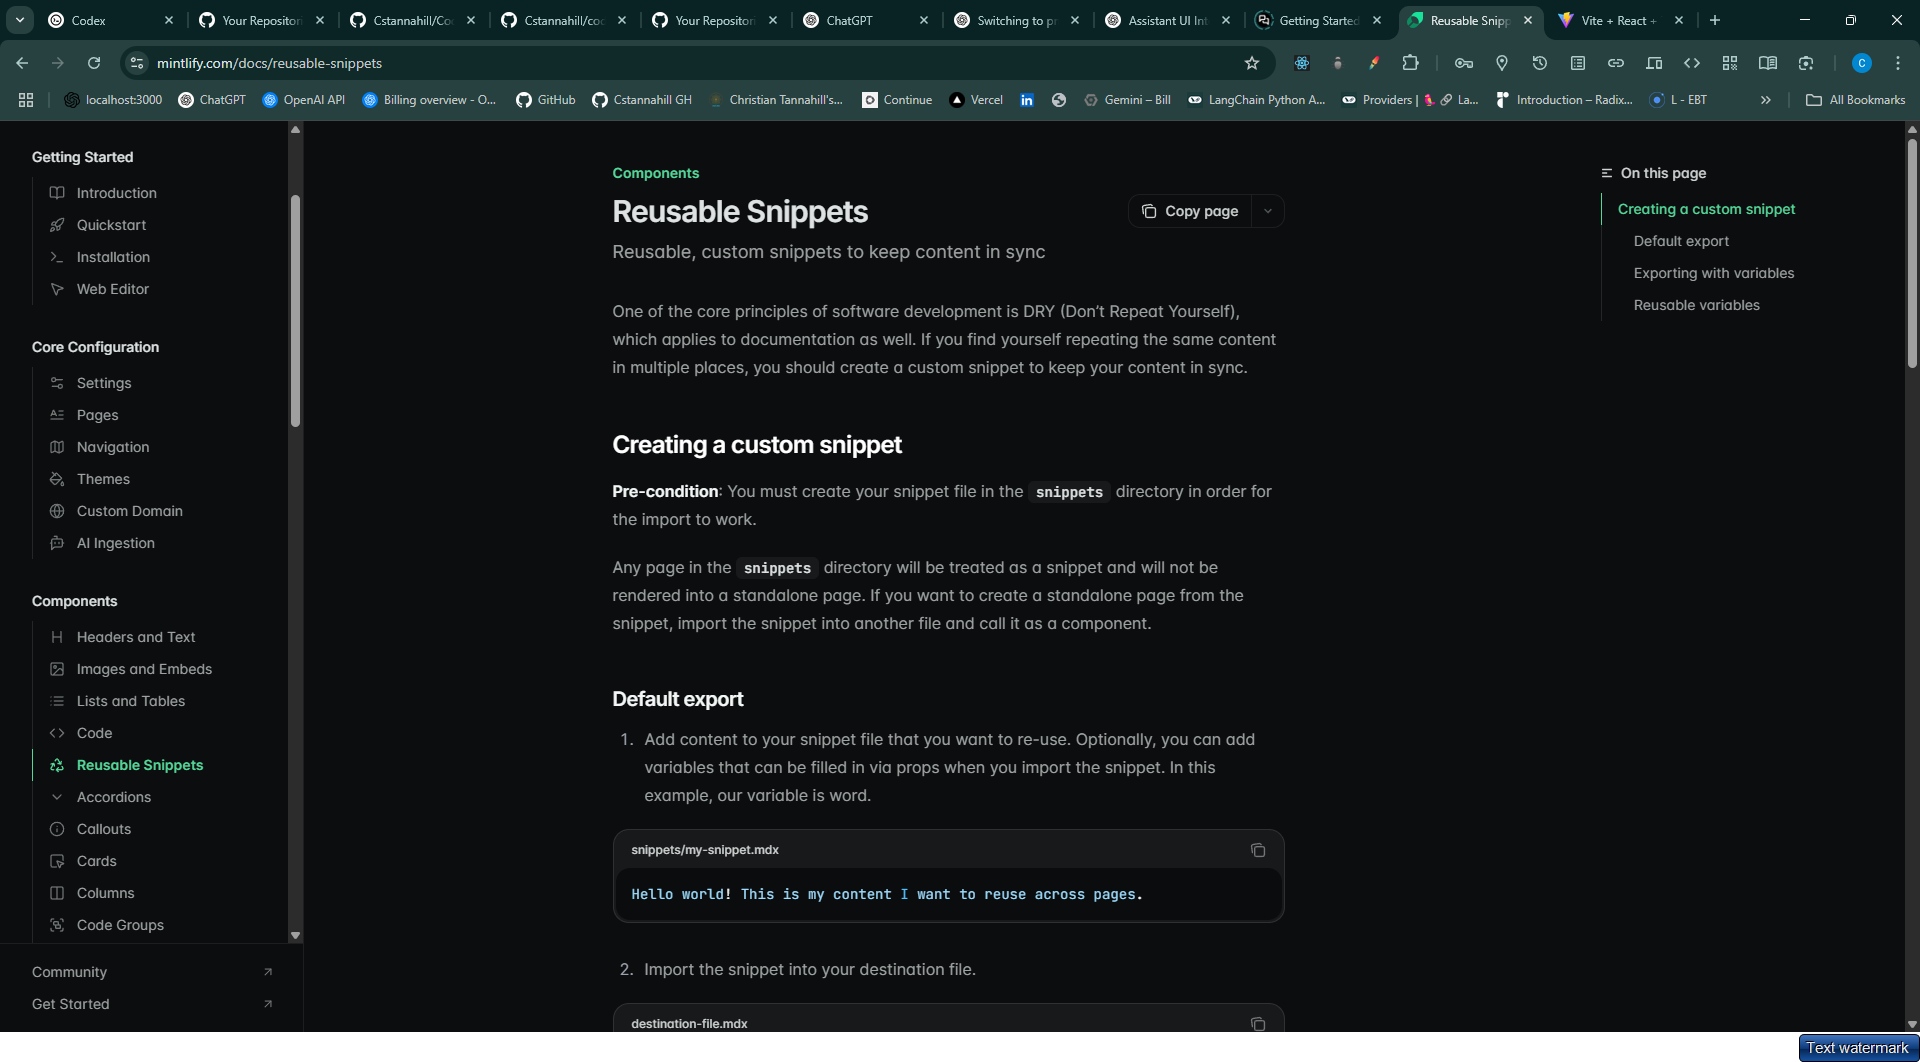 Codex
Your Repositori
Cstannahill/Co
Cstannahill/co
Your Repositori
ChatGPT
Switching to p
Assistant UI Int
Getting Started
Reusable Snipp
Vite + React +
mintlify.com/docs/reusable-snippets
C
localhost:3000
ChatGPT
OpenAI API
Billing overview - O...
GitHub
Cstannahill GH
Christian Tannahill's...
Continue
Vercel
Gemini – Bill
LangChain Python A...
Providers | La...
Introduction – Radix...
L - EBT
All Bookmarks
Getting Started
Introduction
Quickstart
Installation
Web Editor
Core Configuration
Settings
Pages
Navigation
Themes
Custom Domain
AI Ingestion
Components
Headers and Text
Images and Embeds
Lists and Tables
Code
Reusable Snippets
Accordions
Callouts
Cards
Columns
Code Groups
Community
Get Started
Components
Reusable Snippets
Copy page
Reusable, custom snippets to keep content in sync
One of the core principles of software development is DRY (Don’t Repeat Yourself),
which applies to documentation as well. If you find yourself repeating the same content
in multiple places, you should create a custom snippet to keep your content in sync.
Creating a custom snippet
Pre-condition: You must create your snippet file in the snippets directory in order for
the import to work.
Any page in the snippets directory will be treated as a snippet and will not be
rendered into a standalone page. If you want to create a standalone page from the
snippet, import the snippet into another file and call it as a component.
Default export
1. Add content to your snippet file that you want to re-use. Optionally, you can add
variables that can be filled in via props when you import the snippet. In this
example, our variable is word.
snippets/my-snippet.mdx
Hello world! This is my content I want to reuse across pages.
2. Import the snippet into your destination file.
destination-file.mdx
On this page
Creating a custom snippet
Default export
Exporting with variables
Reusable variables
Text watermark